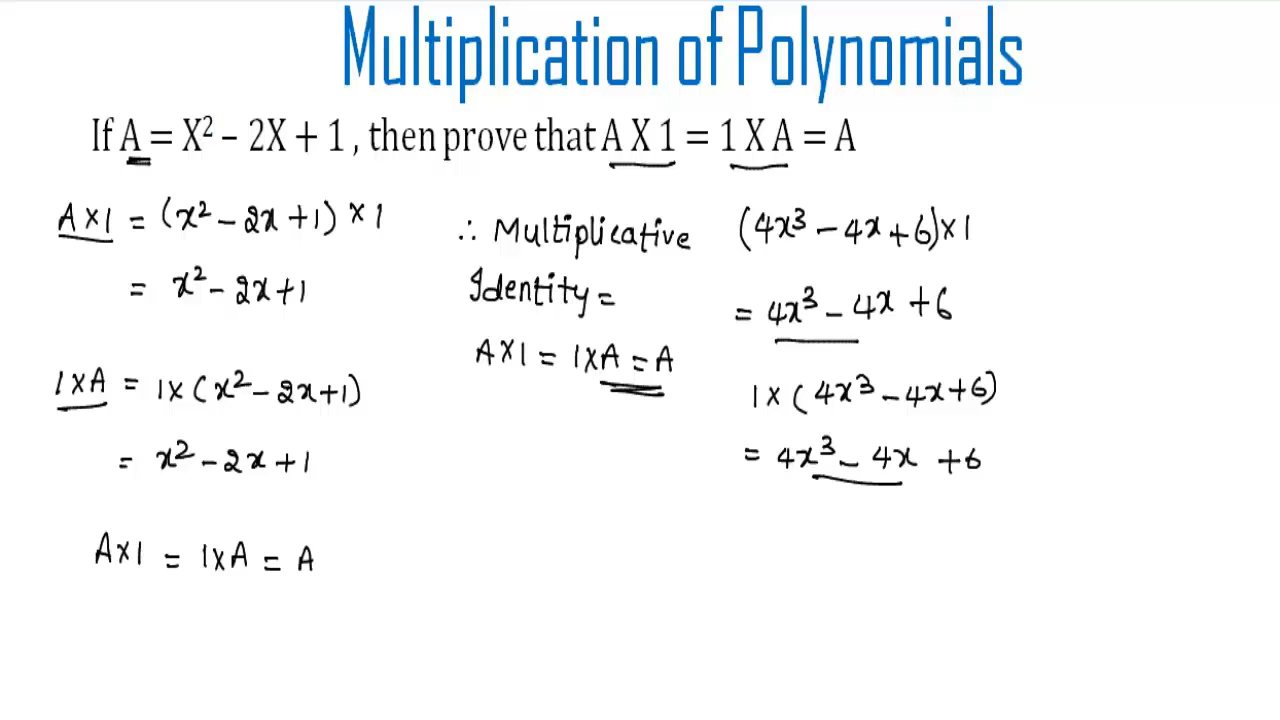 Multiplication of Polynomials
If A = X² – 2X + 1 , then prove that A X 1 = 1 X A = A
A×1 = (x² – 2x + 1) × 1
= x² – 2x + 1
1×A = 1×(x² – 2x+1)
= x² – 2x + 1
A×1 = 1×A = A
∴ Multiplicative
Identity =
A×1 = 1×A = A
(4x³ – 4x + 6)×1
= 4x³ – 4x + 6
1×(4x³ – 4x+6)
= 4x³ – 4x + 6